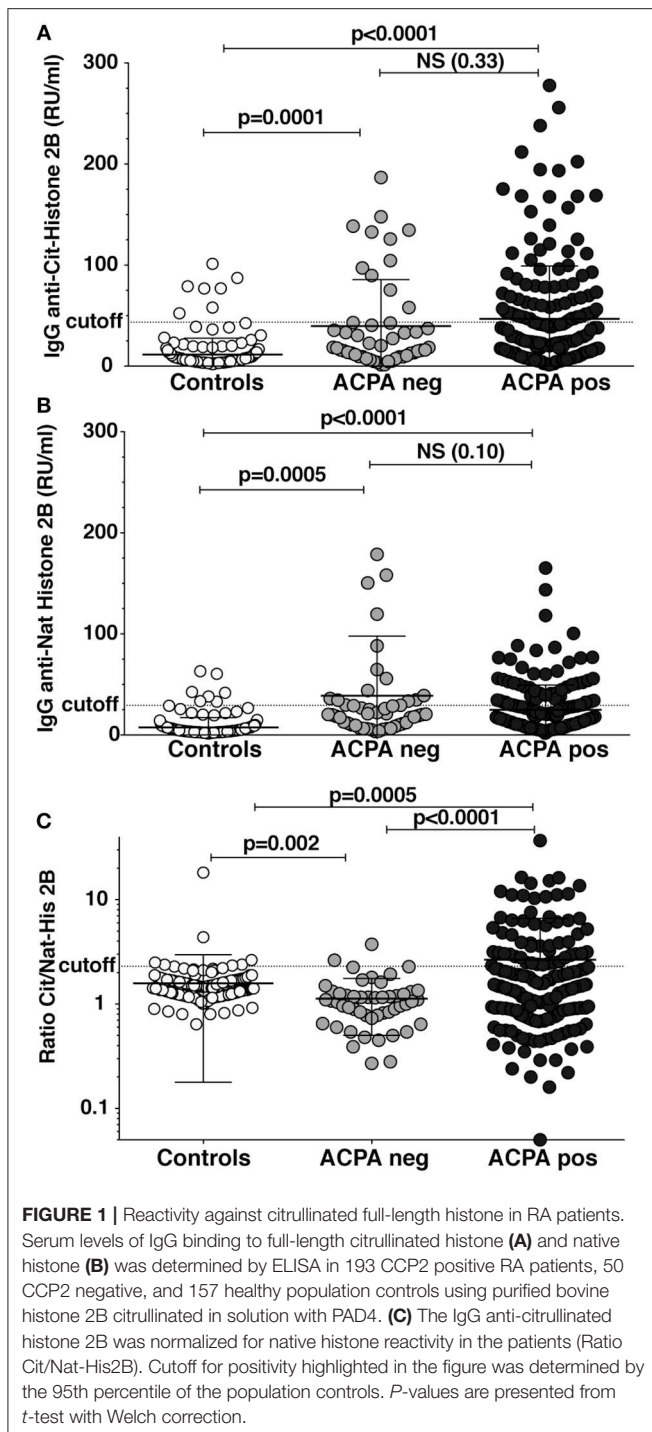 A
p<0.0001
NS (0.33)
p=0.0001
IgG anti-Cit-Histone 2B (RU/ml)
300
200
100
cutoff
0
Controls ACPA neg ACPA pos
B
p<0.0001
NS (0.10)
p=0.0005
IgG anti-Nat Histone 2B (RU/ml)
300
200
100
cutoff
0
Controls ACPA neg ACPA pos
p=0.0005
C
p<0.0001
p=0.002
Ratio Cit/Nat-His 2B
10
cutoff
1
0.1
Controls ACPA neg ACPA pos
FIGURE 1 | Reactivity against citrullinated full-length histone in RA patients.
Serum levels of IgG binding to full-length citrullinated histone (A) and native
histone (B) was determined by ELISA in 193 CCP2 positive RA patients, 50
CCP2 negative, and 157 healthy population controls using purified bovine
histone 2B citrullinated in solution with PAD4. (C) The IgG anti-citrullinated
histone 2B was normalized for native histone reactivity in the patients (Ratio
Cit/Nat-His2B). Cutoff for positivity highlighted in the figure was determined by
the 95th percentile of the population controls. P-values are presented from
t-test with Welch correction.